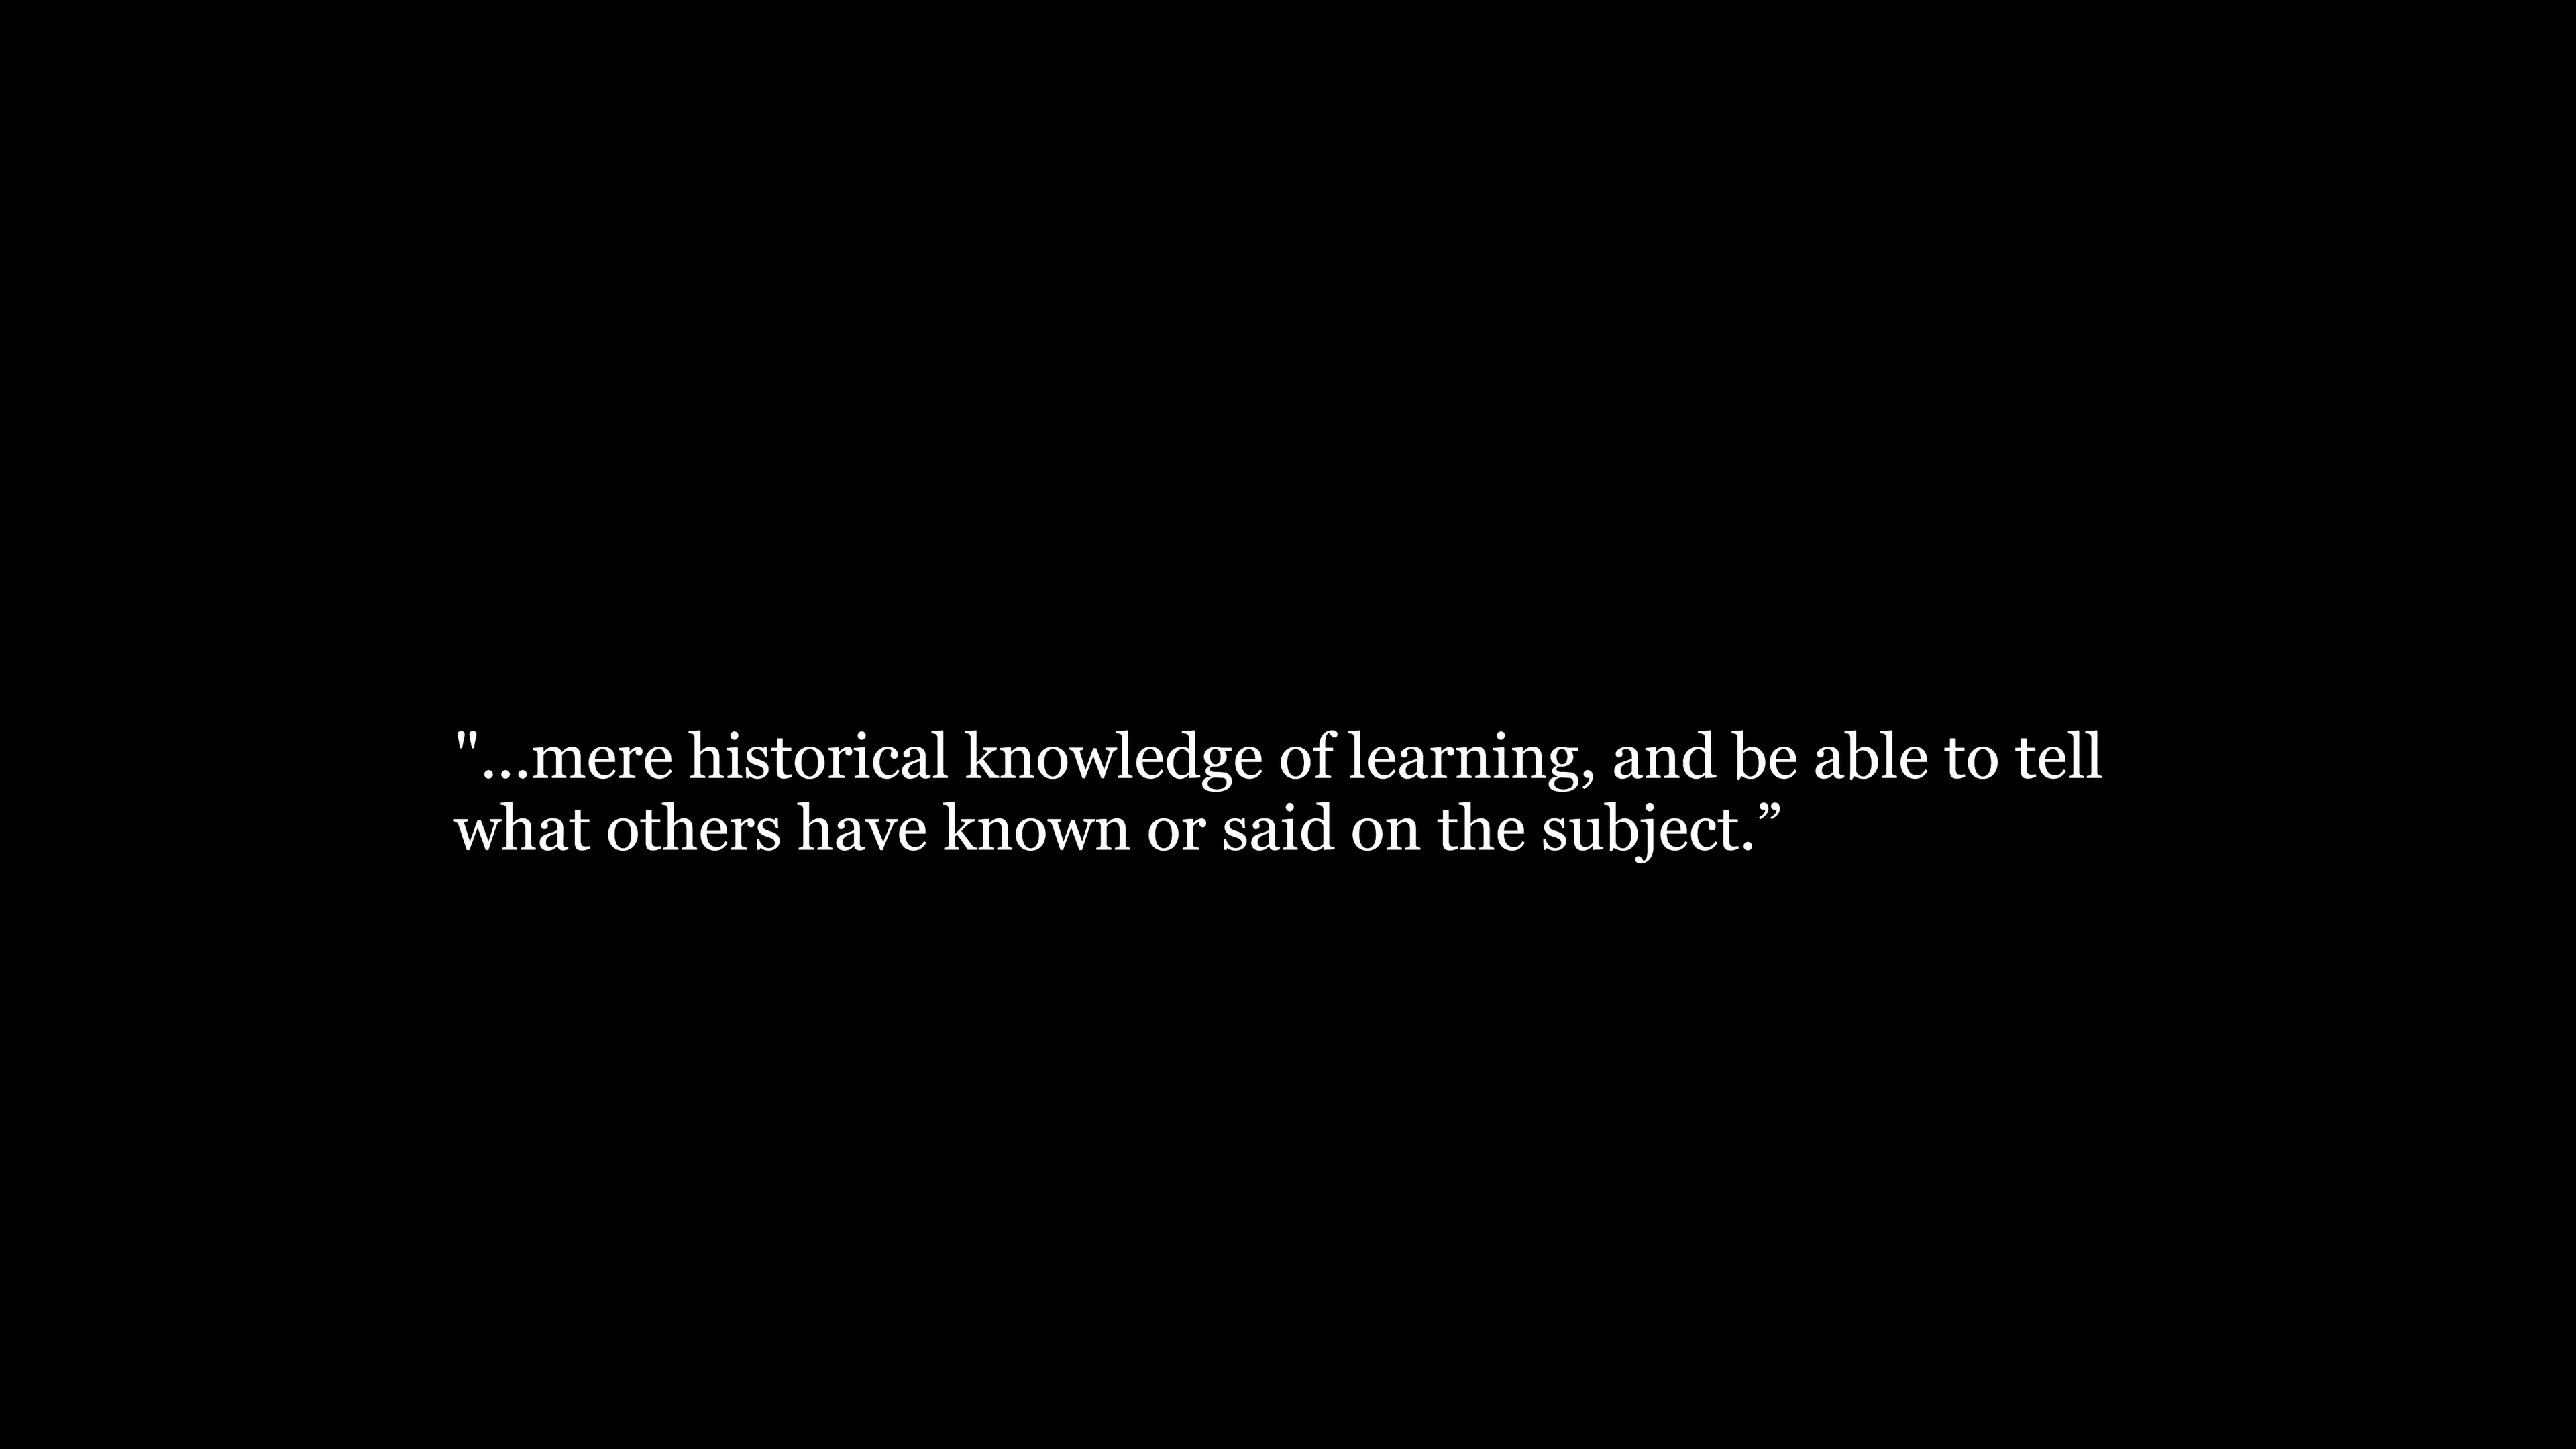 "...mere historical knowledge of learning, and be able to tell
what others have known or said on the subject.”